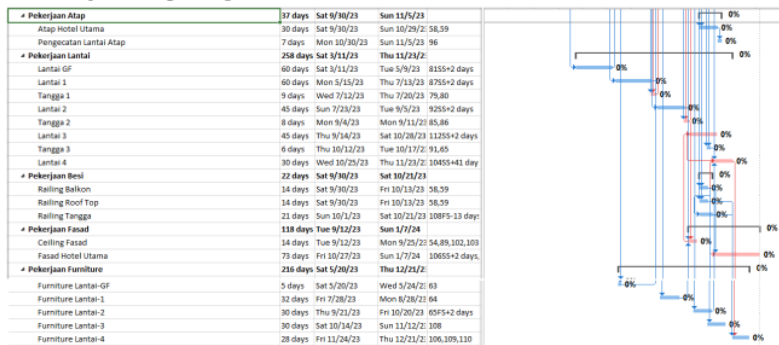 Pekerjaan Atap 37 days Sat 9/30/23 Sun 11/5/23 0%
Atap Hotel Utama 30 days Sat 9/30/23 Sun 10/29/23 58,59 0%
Pengecatan Lantai Atap 7 days Mon 10/30/23 Sun 11/5/23 96 0%
Pekerjaan Lantai 258 days Sat 3/11/23 Thu 11/23/23 0%
Lantai GF 60 days Sat 3/11/23 Tue 5/9/23 81SS+2 days 0%
Lantai 1 60 days Mon 5/15/23 Thu 7/13/23 87SS+2 days 0%
Tangga 1 9 days Wed 7/12/23 Thu 7/20/23 79,80 0%
Lantai 2 45 days Sun 7/23/23 Tue 9/5/23 92SS+2 days 0%
Tangga 2 8 days Mon 9/4/23 Mon 9/11/23 85,86 0%
Lantai 3 45 days Thu 9/14/23 Sat 10/28/23 112SS+2 days 0%
Tangga 3 6 days Thu 10/12/23 Tue 10/17/23 91,65 0%
Lantai 4 30 days Wed 10/25/23 Thu 11/23/23 104SS+41 day 0%
Pekerjaan Besi 22 days Sat 9/30/23 Sat 10/21/23 0%
Railing Balkon 14 days Sat 9/30/23 Fri 10/13/23 58,59 0%
Railing Roof Top 14 days Sat 9/30/23 Fri 10/13/23 58,59 0%
Railing Tangga 21 days Sun 10/1/23 Sat 10/21/23 108FS-13 days 0%
Pekerjaan Fasad 118 days Tue 9/12/23 Sun 1/7/24 0%
Ceiling Fasad 14 days Tue 9/12/23 Mon 9/25/23 54,89,102,103 0%
Fasad Hotel Utama 73 days Fri 10/27/23 Sun 1/7/24 106SS+2 days, 0%
Pekerjaan Furniture 216 days Sat 5/20/23 Thu 12/21/23 0%
Furniture Lantai-GF 5 days Sat 5/20/23 Wed 5/24/23 63 0%
Furniture Lantai-1 32 days Fri 7/28/23 Mon 8/28/23 64 0%
Furniture Lantai-2 30 days Thu 9/21/23 Fri 10/20/23 65FS+2 days 0%
Furniture Lantai-3 30 days Sat 10/14/23 Sun 11/12/23 108 0%
Furniture Lantai-4 28 days Fri 11/24/23 Thu 12/21/23 106,109,110 0%